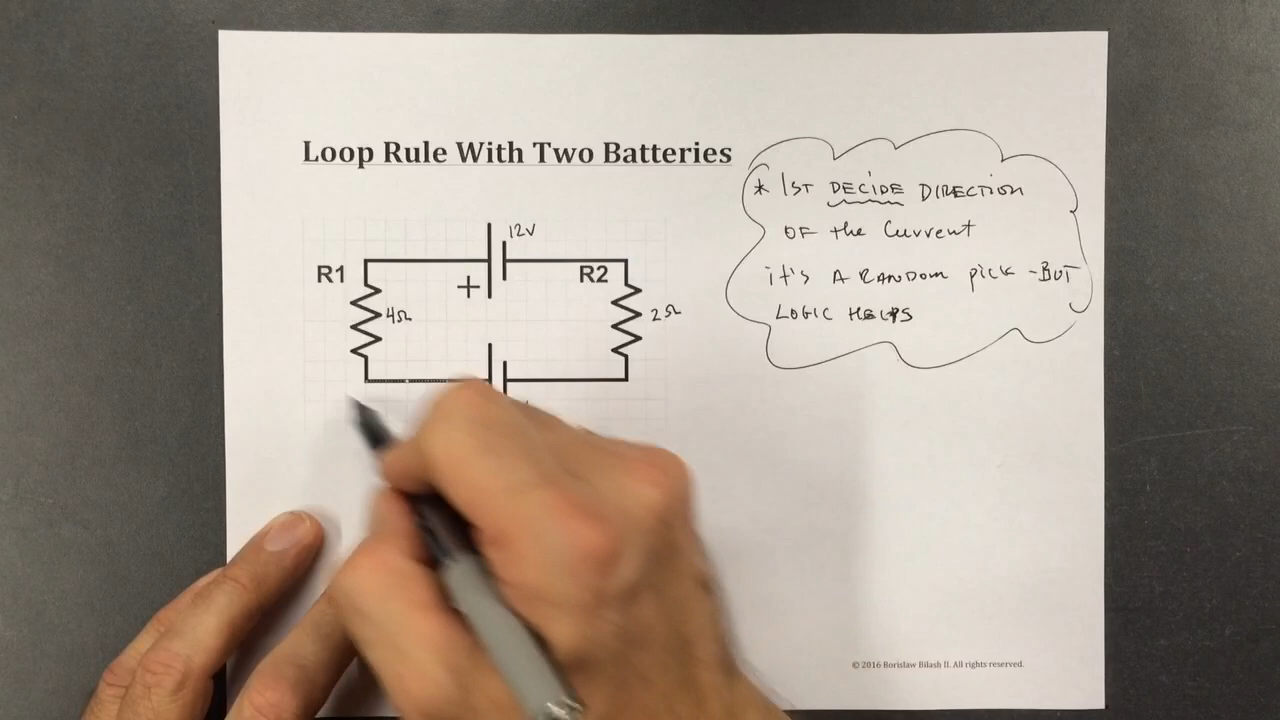 Loop Rule With Two Batteries
* 1ST DECIDE DIRECTION
OF the Current
it's A RANDOM pick - BUT
LOGIC HELPS
12V
R1
+
R2
4Ω
2Ω
© 2016 Borislaw Bilash II. All rights reserved.